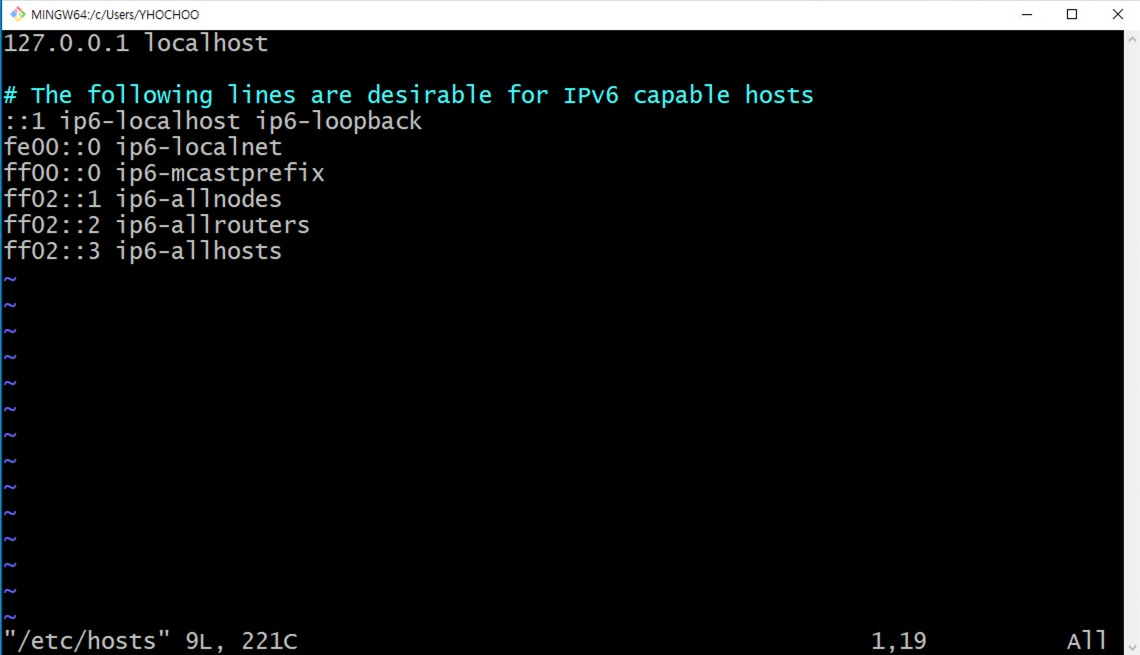 MINGW64:/c/Users/YHOCHOO
127.0.0.1 localhost

# The following lines are desirable for IPv6 capable hosts
::1 ip6-localhost ip6-loopback
fe00::0 ip6-localnet
ff00::0 ip6-mcastprefix
ff02::1 ip6-allnodes
ff02::2 ip6-allrouters
ff02::3 ip6-allhosts
~
~
~
~
~
~
~
~
~
~
~
~
~
~
"/etc/hosts" 9L, 221C 1,19 All